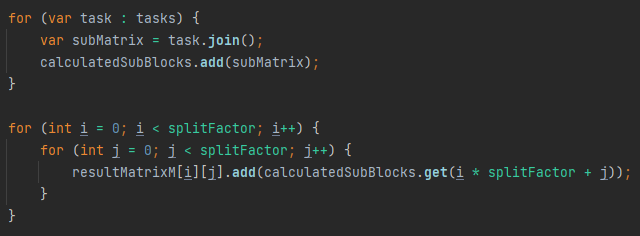 for (var task : tasks) {
    var subMatrix = task.join();
    calculatedSubBlocks.add(subMatrix);
}

for (int i = 0; i < splitFactor; i++) {
    for (int j = 0; j < splitFactor; j++) {
        resultMatrixM[i][j].add(calculatedSubBlocks.get(i * splitFactor + j));
    }
}